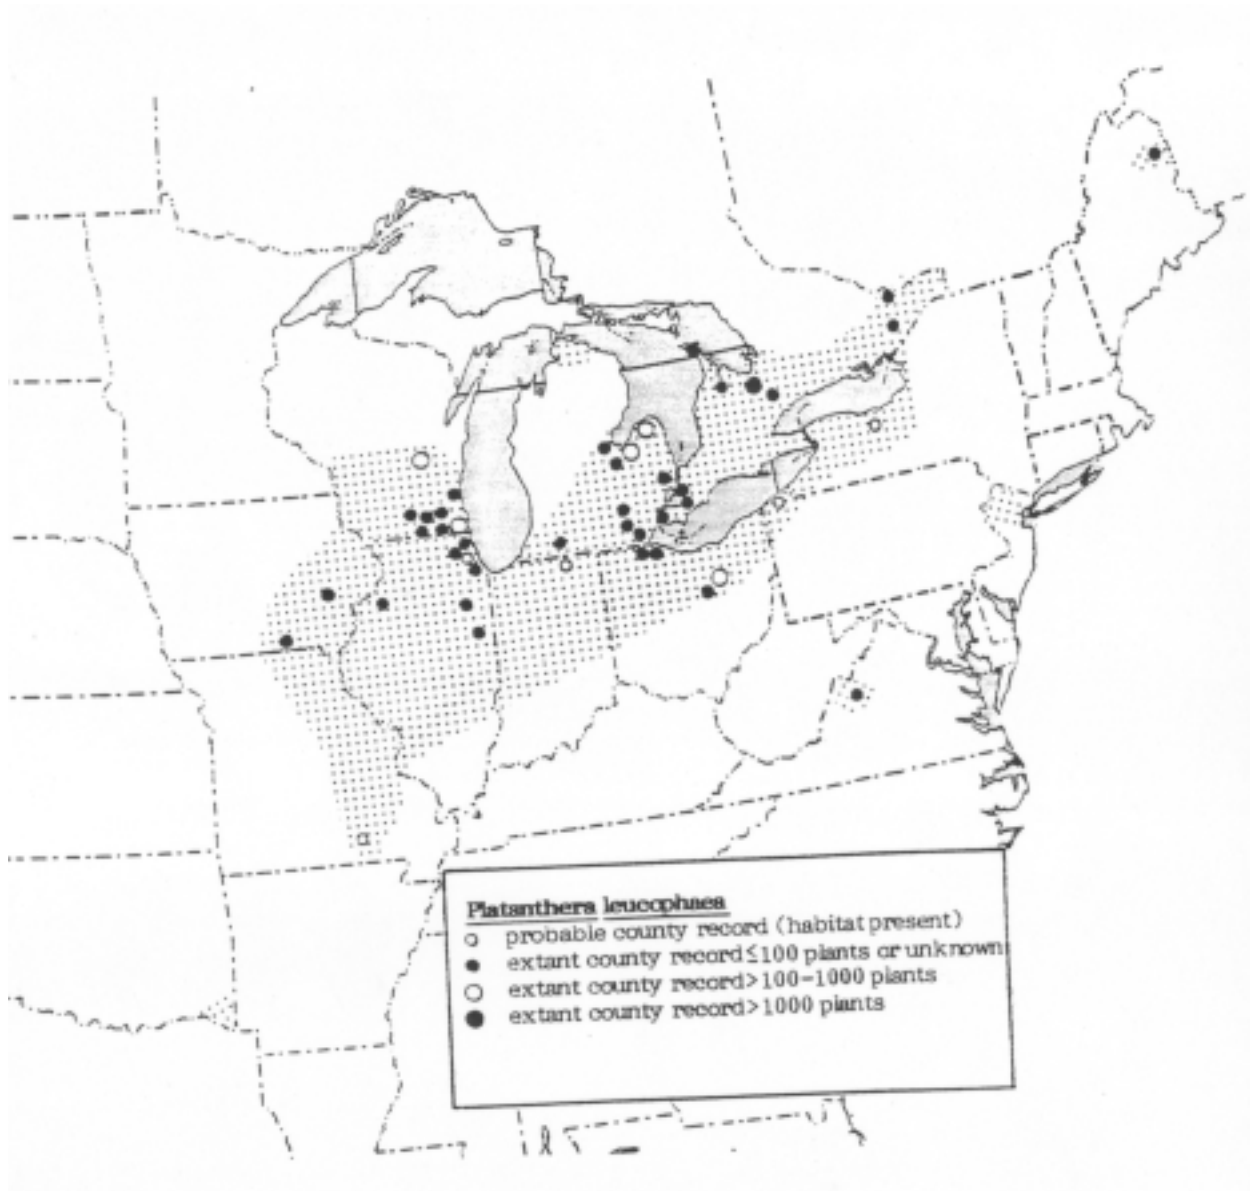 Platanthera leucophaea
probable county record (habitat present)
extant county record ≤100 plants or unknown
extant county record >100-1000 plants
extant county record >1000 plants